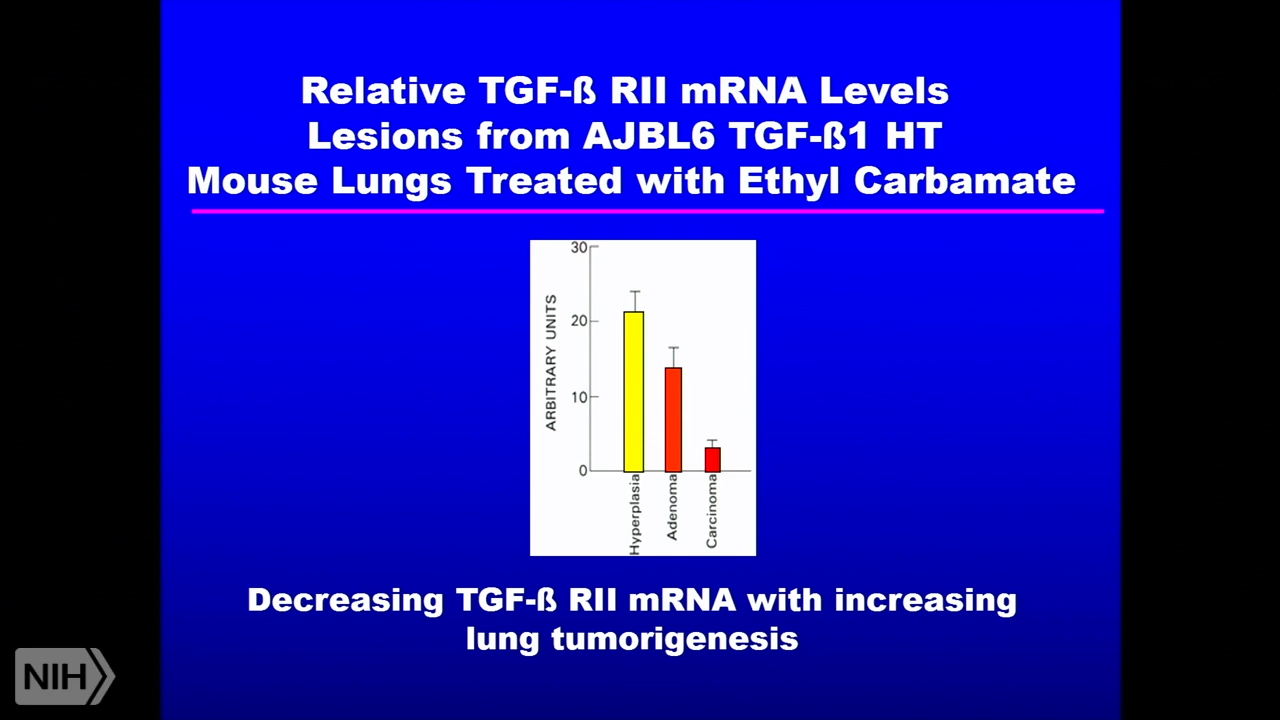 Relative TGF-ß RII mRNA Levels
Lesions from AJBL6 TGF-ß1 HT
Mouse Lungs Treated with Ethyl Carbamate
30
20
10
0
ARBITRARY UNITS
Hyperplasia
Adenoma
Carcinoma
Decreasing TGF-ß RII mRNA with increasing
lung tumorigenesis
NIH